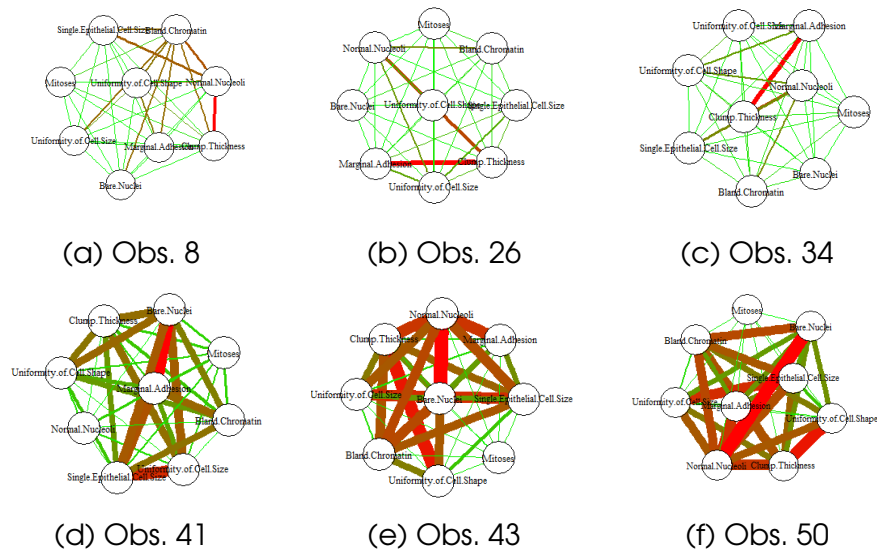 Single.Epithelial.Cell.Size
Bland.Chromatin
Mitoses
Uniformity.of.Cell.Shape
Normal.Nucleoli
Uniformity.of.Cell.Size
Marginal.Adhesion
Clump.Thickness
Bare.Nuclei
(a) Obs. 8
Mitoses
Normal.Nucleoli
Bland.Chromatin
Bare.Nuclei
Uniformity.of.Cell.Shape
Single.Epithelial.Cell.Size
Marginal.Adhesion
Clump.Thickness
Uniformity.of.Cell.Size
(b) Obs. 26
Uniformity.of.Cell.Size
Marginal.Adhesion
Uniformity.of.Cell.Shape
Normal.Nucleoli
Clump.Thickness
Mitoses
Single.Epithelial.Cell.Size
Bare.Nuclei
Bland.Chromatin
(c) Obs. 34
Bare.Nuclei
Clump.Thickness
Mitoses
Uniformity.of.Cell.Shape
Marginal.Adhesion
Bland.Chromatin
Normal.Nucleoli
Single.Epithelial.Cell.Size
Uniformity.of.Cell.Size
(d) Obs. 41
Normal.Nucleoli
Clump.Thickness
Marginal.Adhesion
Uniformity.of.Cell.Size
Bare.Nuclei
Single.Epithelial.Cell.Size
Bland.Chromatin
Mitoses
Uniformity.of.Cell.Shape
(e) Obs. 43
Mitoses
Bare.Nuclei
Bland.Chromatin
Single.Epithelial.Cell.Size
Uniformity.of.Cell.Size
Marginal.Adhesion
Uniformity.of.Cell.Shape
Normal.Nucleoli
Clump.Thickness
(f) Obs. 50